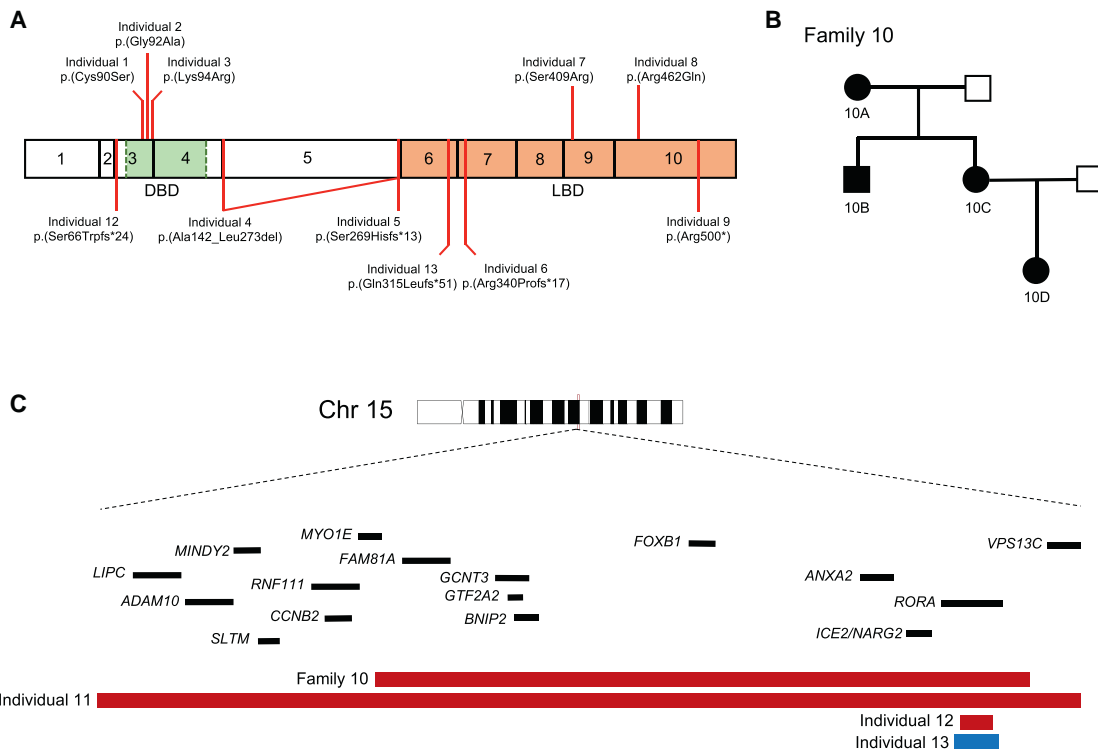 A
Individual 2
p.(Gly92Ala)
Individual 1
p.(Cys90Ser)
Individual 3
p.(Lys94Arg)
Individual 7
p.(Ser409Arg)
Individual 8
p.(Arg462Gln)
1 2 3 4 5 6 7 8 9 10
DBD
LBD
Individual 12
p.(Ser66Trpfs*24)
Individual 4
p.(Ala142_Leu273del)
Individual 5
p.(Ser269Hisfs*13)
Individual 9
p.(Arg500*)
Individual 13
p.(Gln315Leufs*51)
Individual 6
p.(Arg340Profs*17)
B
Family 10
10A
10B
10C
10D
C
Chr 15
MYO1E
FOXB1
VPS13C
MINDY2
FAM81A
LIPC
GCNT3
ANXA2
RNF111
GTF2A2
ADAM10
RORA
CCNB2
BNIP2
SLTM
ICE2/NARG2
Family 10
Individual 11
Individual 12
Individual 13